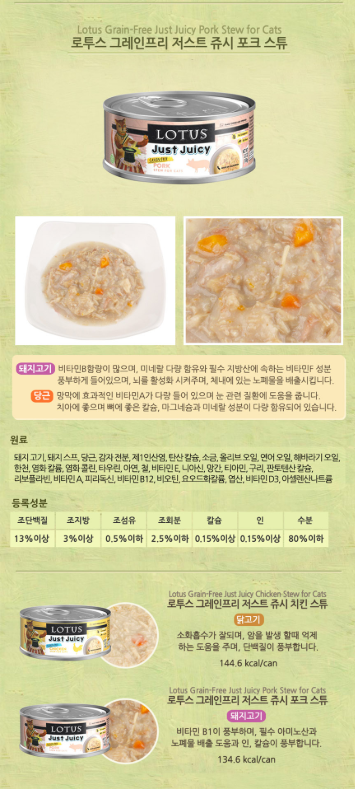 Lotus Grain-Free Just Juicy Pork Stew for Cats
로투스 그레인프리 저스트 쥬시 포크 스튜
LOTUS
Just Juicy
PORK
돼지고기 비타민B함량이 많으며, 미네랄 다량 함유와 필수 지방산에 속하는 비타민F 성분
풍부하게 들어있으며, 뇌를 활성화 시켜주며, 체내에 있는 노폐물을 배출시킵니다.
당근 망막에 효과적인 비타민A가 다량 들어 있으며 눈 관련 질환에 도움을 줍니다.
치아에 좋으며 뼈에 좋은 칼슘, 마그네슘과 미네랄 성분이 다량 함유되어 있습니다.
원료
돼지 고기, 돼지 스프, 당근, 감자 전분, 제1인산염, 탄산 칼슘, 소금, 올리브 오일, 연어 오일, 해바라기 오일,
한천, 염화 칼륨, 염화 콜린, 타우린, 아연, 철, 비타민 E, 니아신, 망간, 티아민, 구리, 판토텐산 칼슘,
리보플라빈, 비타민 A, 피리독신, 비타민 B12, 비오틴, 요오드화칼륨, 엽산, 비타민 D3, 아셀렌산나트륨
등록성분
조단백질 조지방 조섬유 조회분 칼슘 인 수분
13%이상 3%이상 0.5%이하 2.5%이하 0.15%이상 0.15%이상 80%이하
Lotus Grain-Free Just Juicy Chicken Stew for Cats
로투스 그레인프리 저스트 쥬시 치킨 스튜
닭고기
소화흡수가 잘되며, 암을 발생 할때 억제
하는 도움을 주며, 단백질이 풍부합니다.
144.6 kcal/can
LOTUS
Just Juicy
Lotus Grain-Free Just Juicy Pork Stew for Cats
로투스 그레인프리 저스트 쥬시 포크 스튜
돼지고기
비타민 B1이 풍부하며, 필수 아미노산과
노폐물 배출 도움과 인, 칼슘이 풍부합니다.
134.6 kcal/can
LOTUS
Just Juicy